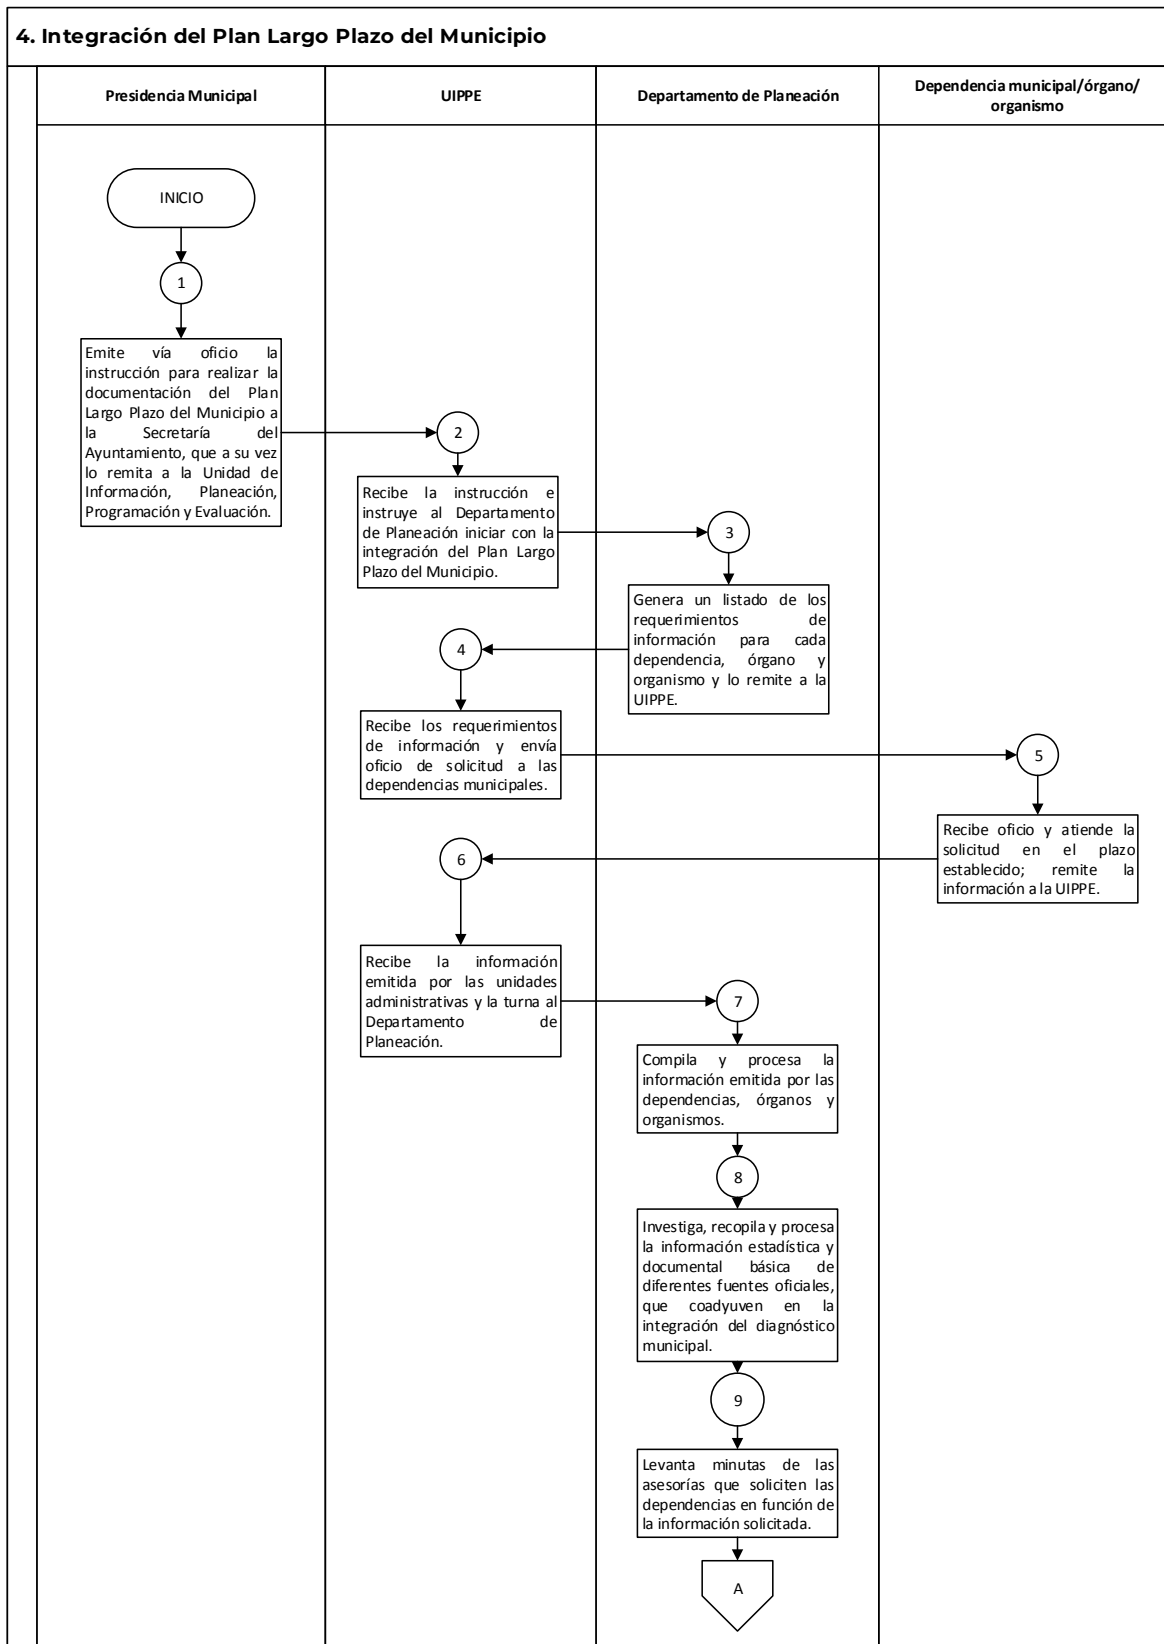 4. Integración del Plan Largo Plazo del Municipio
Presidencia Municipal
UIPPE
Departamento de Planeación
Dependencia municipal/órgano/
organismo
INICIO
1
Emite vía oficio la
instrucción para realizar la
documentación del Plan
Largo Plazo del Municipio a
la Secretaría del
Ayuntamiento, que a su vez
lo remita a la Unidad de
Información, Planeación,
Programación y Evaluación.
2
Recibe la instrucción e
instruye al Departamento
de Planeación iniciar con la
integración del Plan Largo
Plazo del Municipio.
3
Genera un listado de los
requerimientos de
información para cada
dependencia, órgano y
organismo y lo remite a la
UIPPE.
4
Recibe los requerimientos
de información y envía
oficio de solicitud a las
dependencias municipales.
5
Recibe oficio y atiende la
solicitud en el plazo
establecido; remite la
información a la UIPPE.
6
Recibe la información
emitida por las unidades
administrativas y la turna al
Departamento de
Planeación.
7
Compila y procesa la
información emitida por las
dependencias, órganos y
organismos.
8
Investiga, recopila y procesa
la información estadística y
documental básica de
diferentes fuentes oficiales,
que coadyuven en la
integración del diagnóstico
municipal.
9
Levanta minutas de las
asesorías que soliciten las
dependencias en función de
la información solicitada.
A